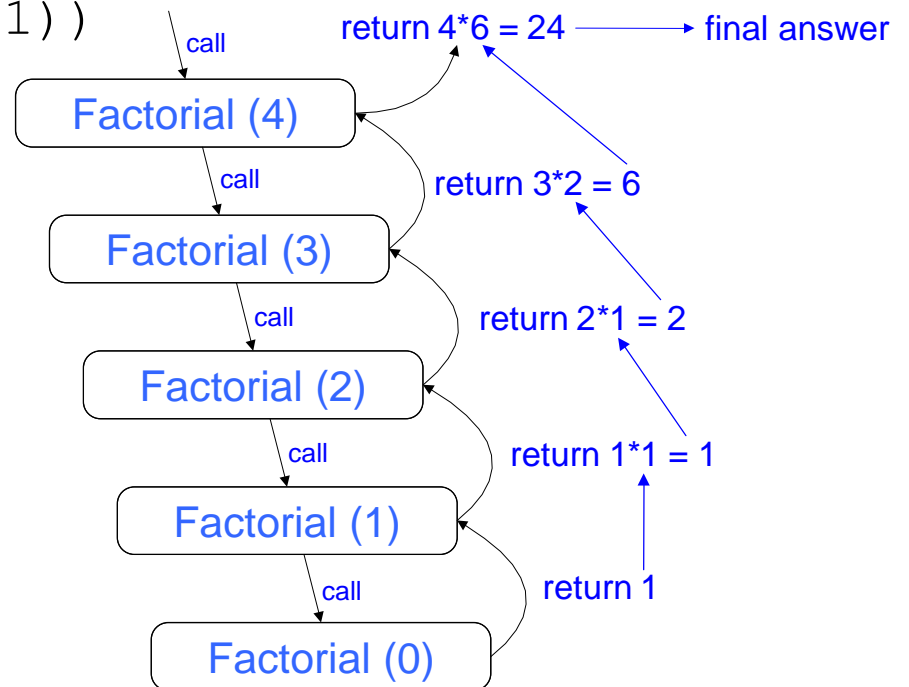 1))
call
return 4*6 = 24
final answer
Factorial (4)
call
return 3*2 = 6
Factorial (3)
call
return 2*1 = 2
Factorial (2)
call
return 1*1 = 1
Factorial (1)
call
return 1
Factorial (0)